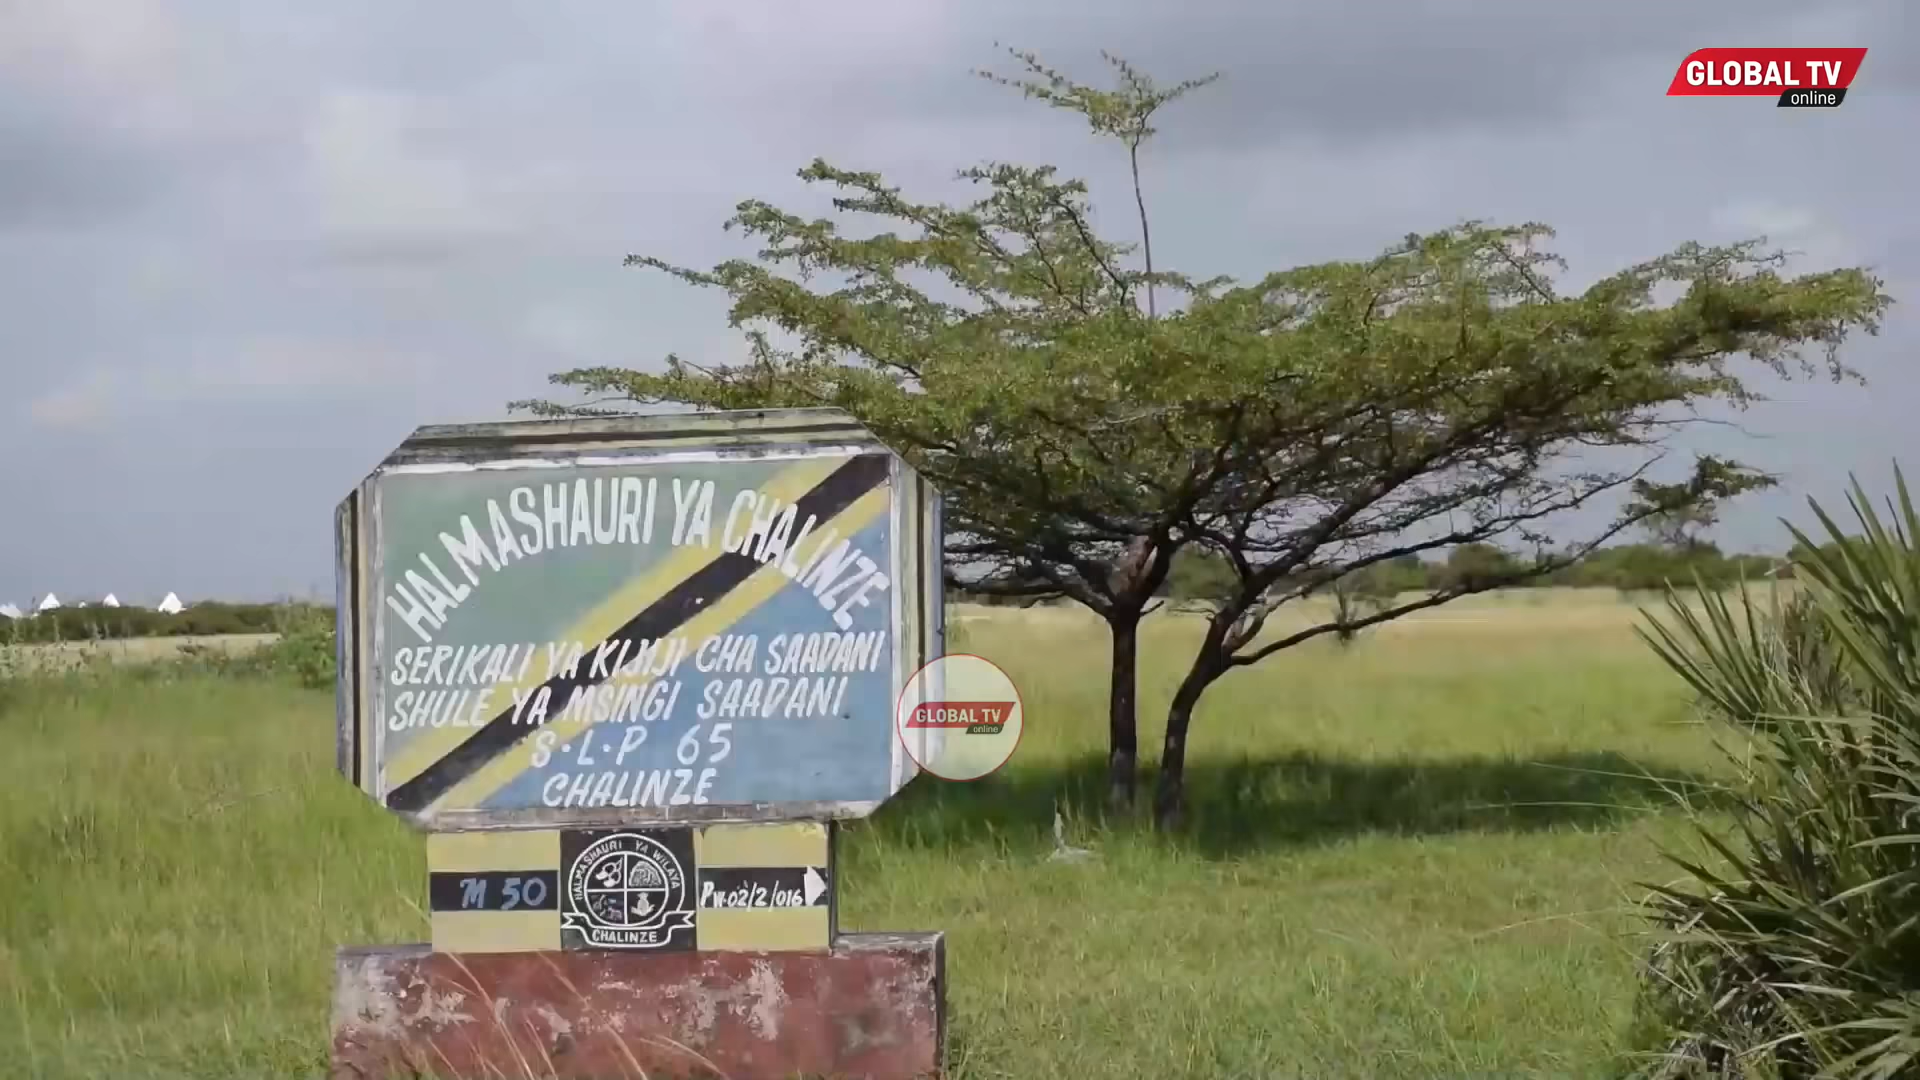 GLOBAL TV
online
HALMASHAURI YA CHALINZE
SERIKALI YA KIJIJI CHA SAADANI
SHULE YA MSINGI SAADANI
S.L.P 65
CHALINZE
GLOBAL TV
online
M 50
HALMASHAURI YA WILAYA
CHALINZE
Pw.02/2/016